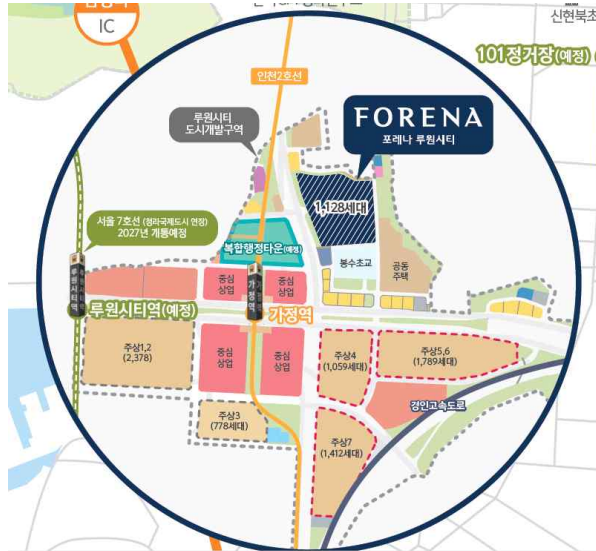 IC
신현북초
101정거장(예정)
인천2호선
루원시티
도시개발구역
FORENA
포레나 루원시티
1,128세대
서울 7호선 (청라국제도시 연장)
2027년 개통예정
복합행정타운(예정)
봉수초교
공동
주택
중심
상업
중심
상업
루원시티역
가정역
루원시티역(예정)
가정역
주상1,2
(2,378)
중심
상업
중심
상업
주상4
(1,059세대)
주상5,6
(1,789세대)
경인고속도로
주상3
(778세대)
주상7
(1,412세대)